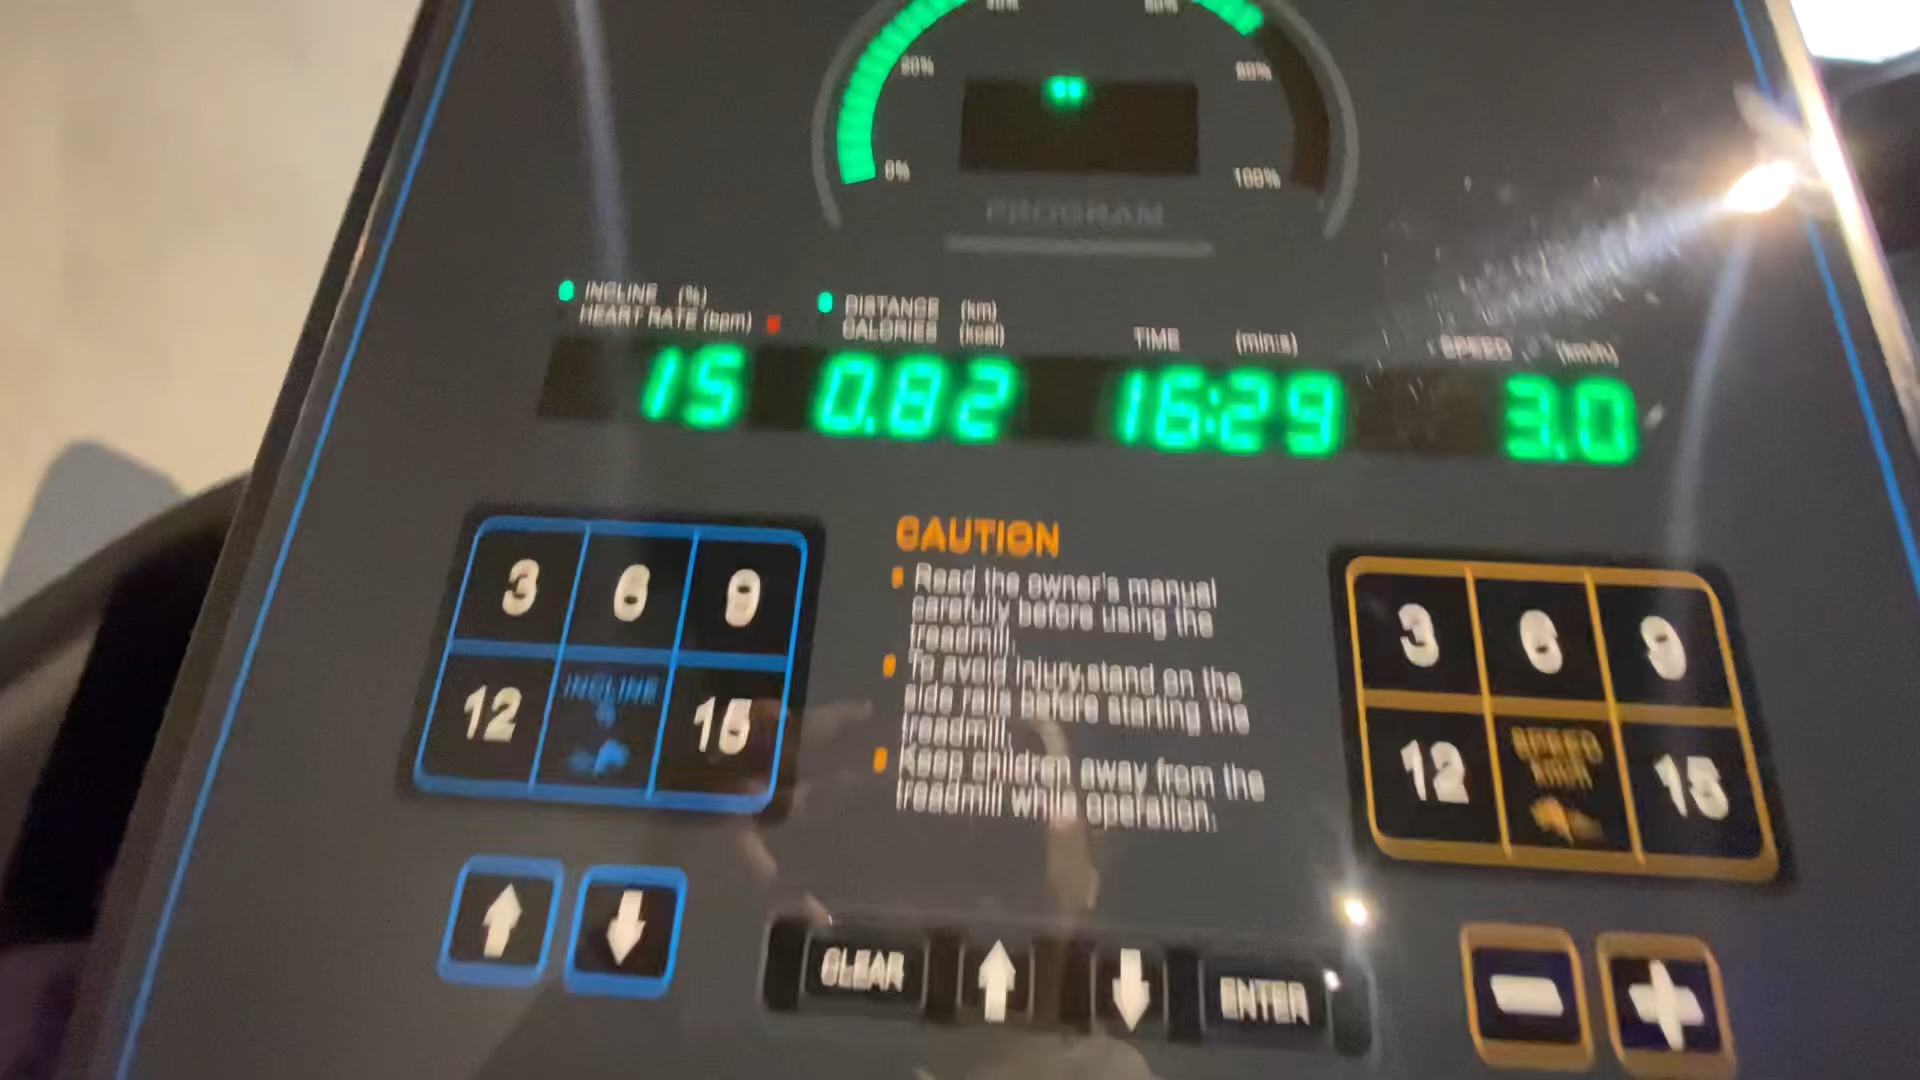 20%
80%
0%
100%
PROGRAM
INCLINE (%)
HEART RATE (bpm)
DISTANCE (km)
CALORIES (kcal)
TIME (min:s)
SPEED (km/h)
15
0.82
16:29
3.0
3 6 9
12 INCLINE % 15
CAUTION
Read the owner's manual
carefully before using the
treadmill.
To avoid injury, stand on the
side rails before starting the
treadmill.
Keep children away from the
treadmill while operation.
3 6 9
12 SPEED km/h 15
CLEAR
ENTER